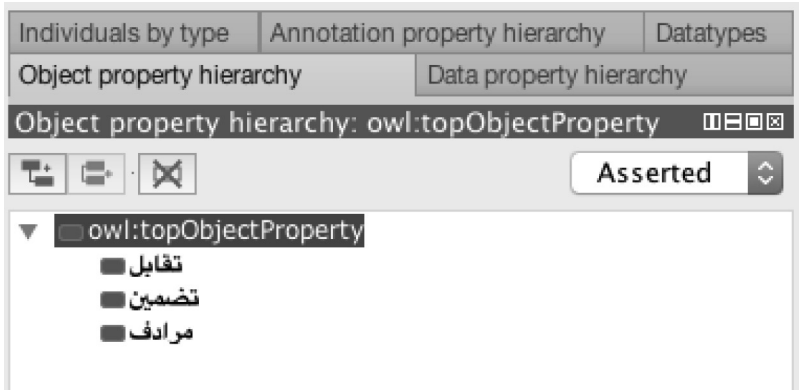 Individuals by type Annotation property hierarchy Datatypes
Object property hierarchy Data property hierarchy
Object property hierarchy: owl:topObjectProperty
Asserted
owl:topObjectProperty
تقابل
تضمين
مرادف